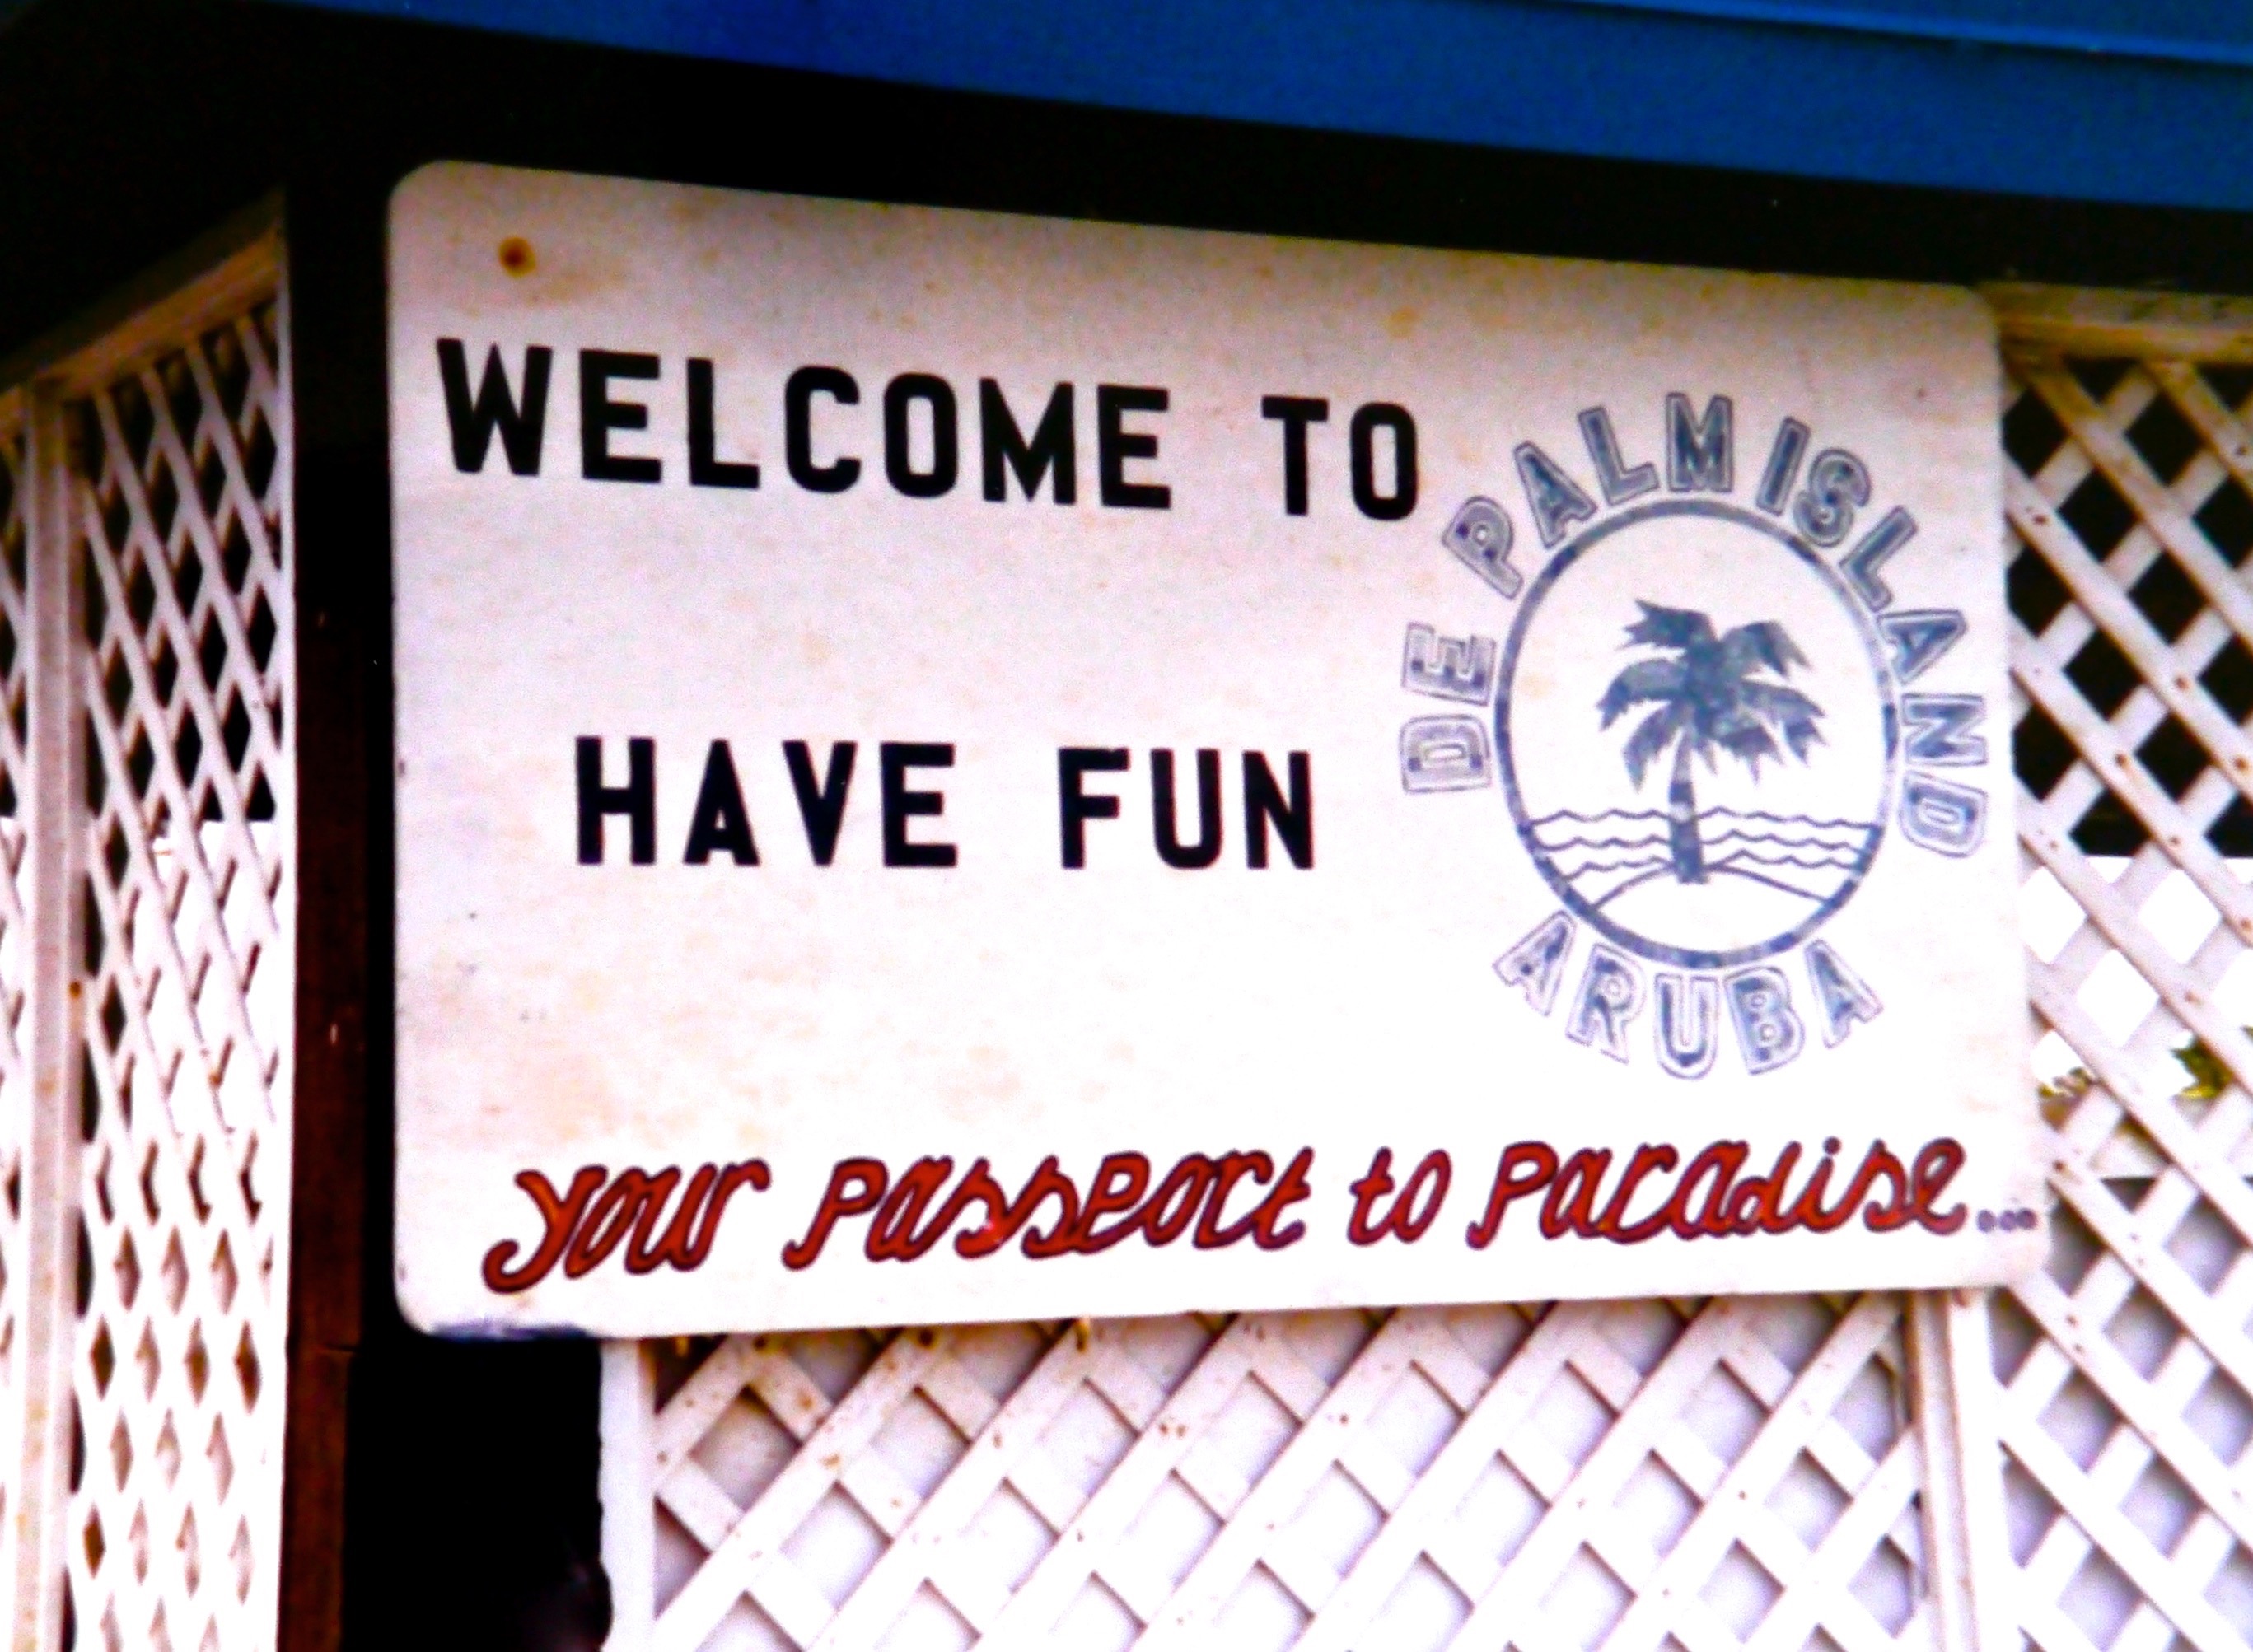 WELCOME TO
DE PALM ISLAND
ARUBA
HAVE FUN
your passport to paradise...